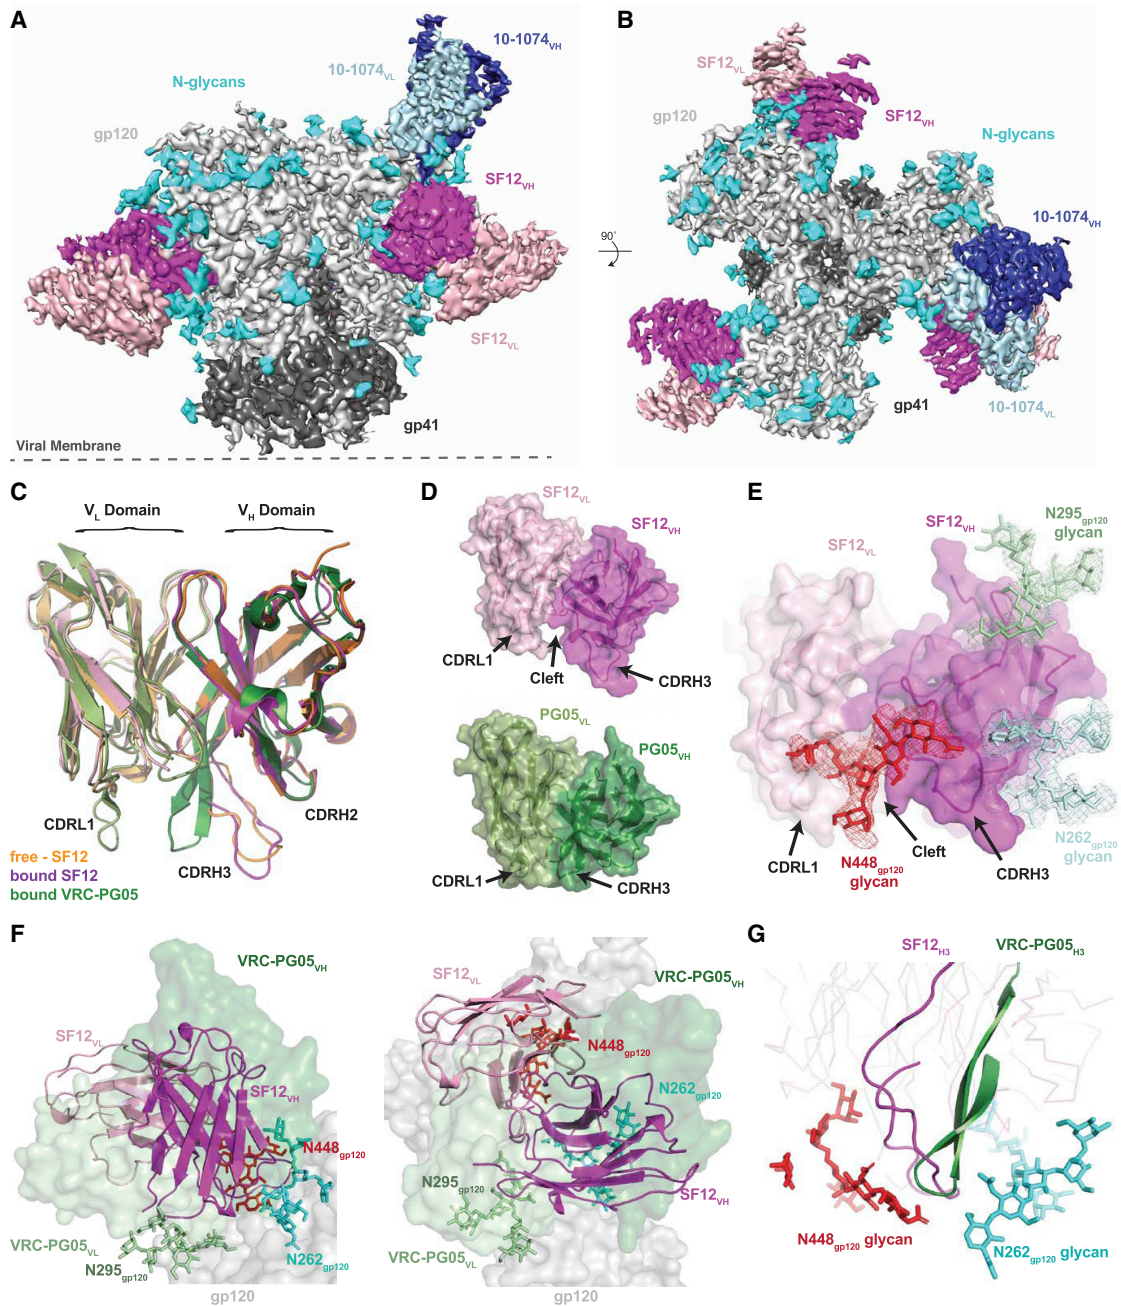 A
10-1074VH
10-1074VL
N-glycans
gp120
SF12VH
SF12VL
gp41
Viral Membrane
B
SF12VL
gp120
SF12VH
N-glycans
10-1074VH
90°
gp41
10-1074VL
C
VL Domain
VH Domain
CDRL1
CDRH2
CDRH3
free - SF12
bound SF12
bound VRC-PG05
D
SF12VL
SF12VH
CDRL1
Cleft
CDRH3
PG05VL
PG05VH
CDRL1
CDRH3
E
N295gp120
glycan
SF12VH
SF12VL
N262gp120
glycan
Cleft
CDRL1
N448gp120
glycan
CDRH3
F
VRC-PG05VH
SF12VL
SF12VH
N448gp120
VRC-PG05VL
N295gp120
N262gp120
gp120
SF12VL
VRC-PG05VH
N448gp120
N262gp120
N295gp120
SF12VH
VRC-PG05VL
gp120
G
SF12H3
VRC-PG05H3
N448gp120 glycan
N262gp120 glycan